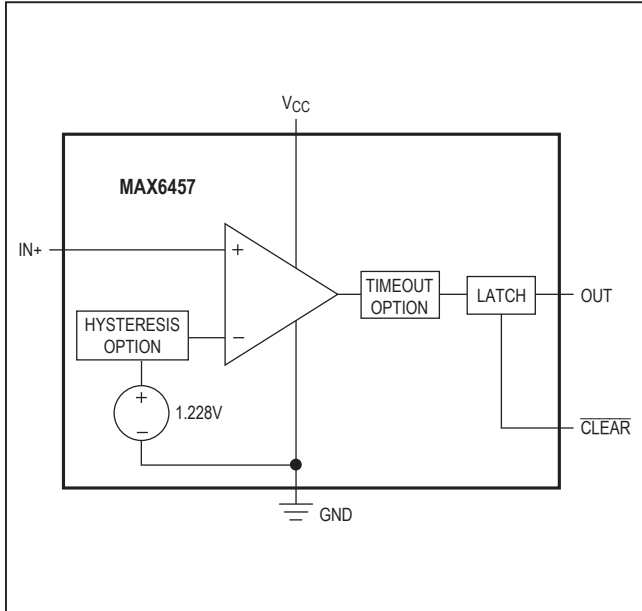 VCC
MAX6457
IN+
+
−
HYSTERESIS
OPTION
+
−
1.228V
TIMEOUT
OPTION
LATCH
OUT
CLEAR
GND